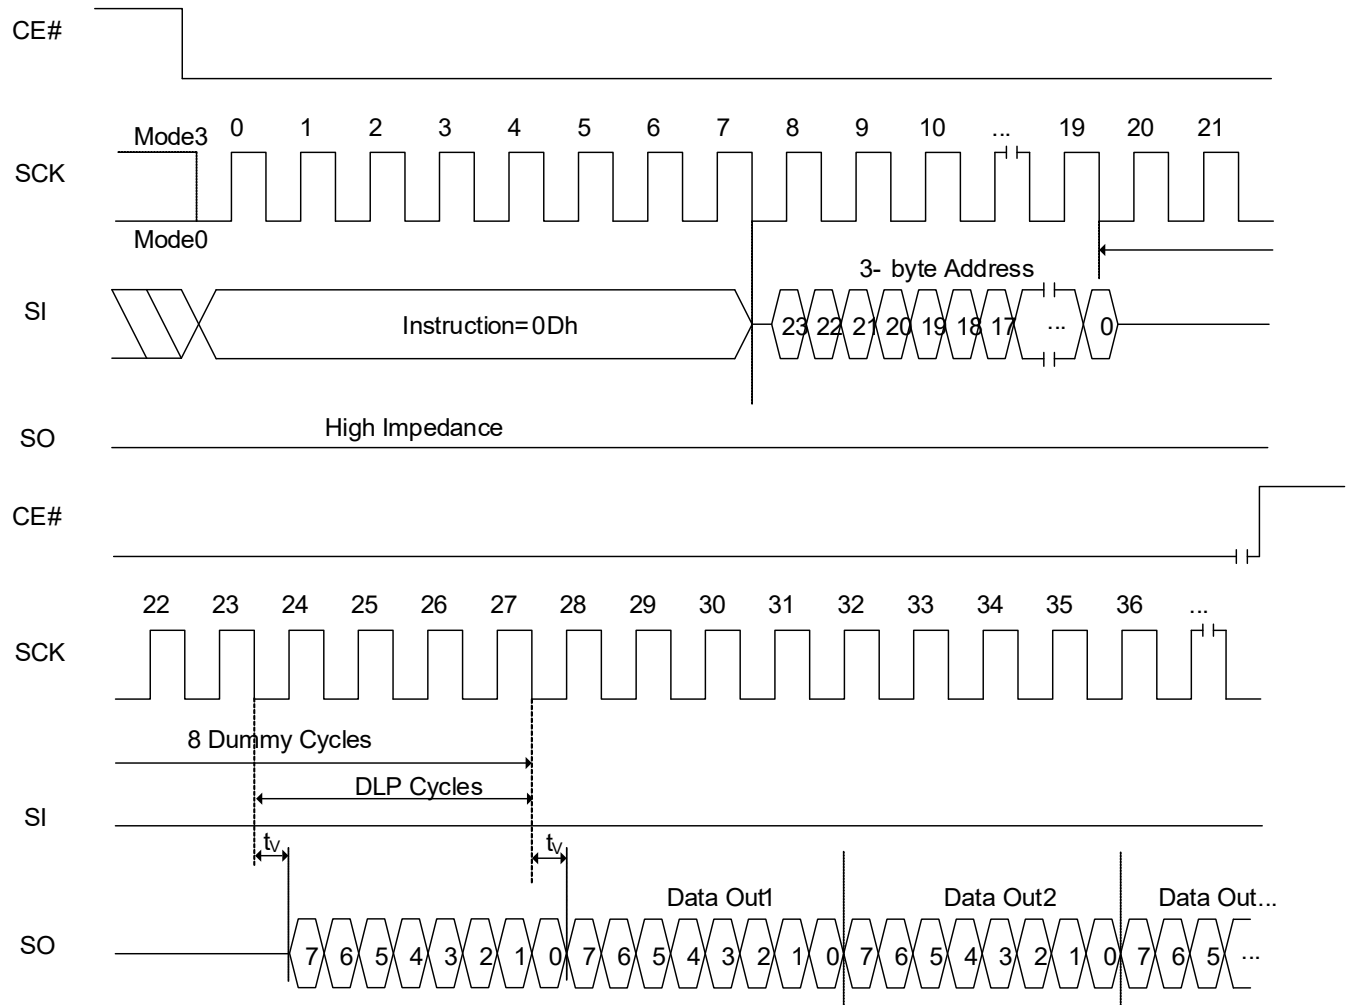 CE#
Mode3 0 1 2 3 4 5 6 7 8 9 10 ... 19 20 21
SCK
Mode0
3- byte Address
SI Instruction=0Dh 23 22 21 20 19 18 17 ... 0
High Impedance
SO
CE#
22 23 24 25 26 27 28 29 30 31 32 33 34 35 36 ...
SCK
8 Dummy Cycles
DLP Cycles
SI
tV tV
Data Out1 Data Out2 Data Out...
SO 7 6 5 4 3 2 1 0 7 6 5 4 3 2 1 0 7 6 5 4 3 2 1 0 7 6 5 ...